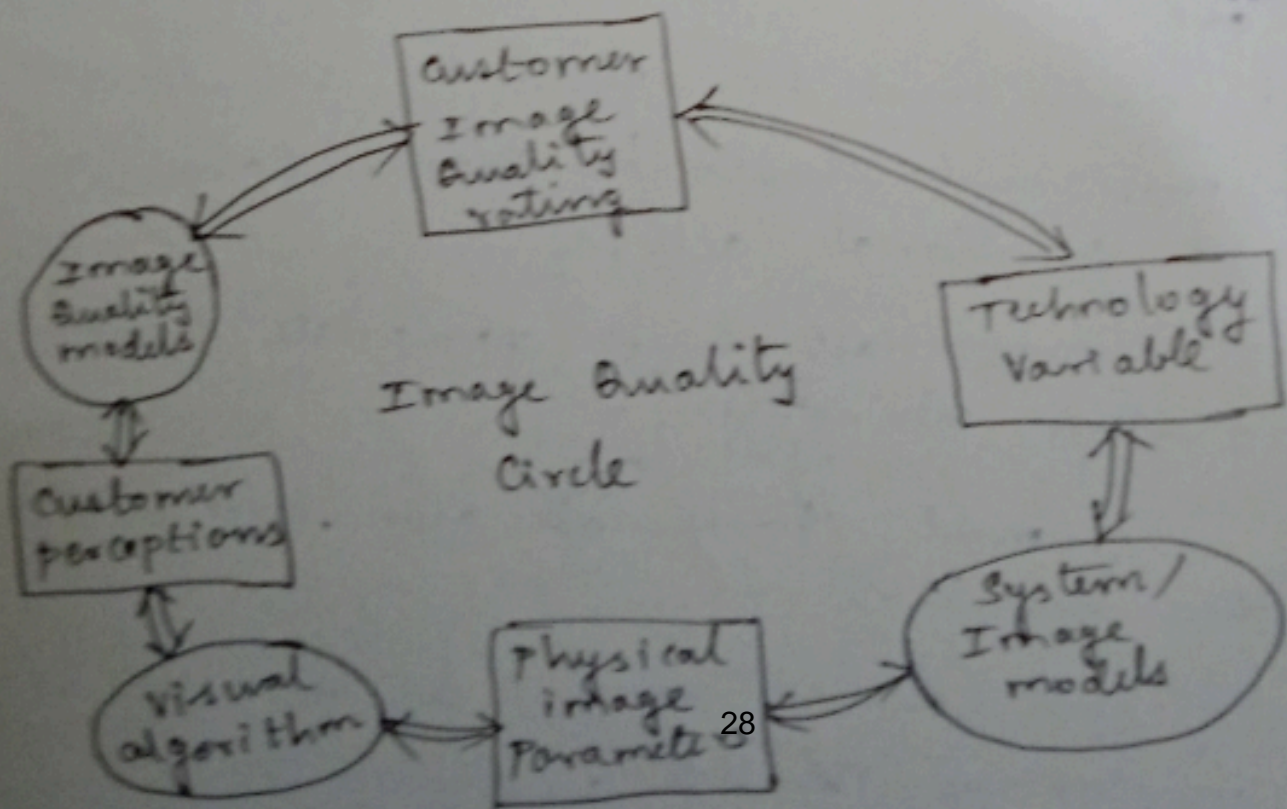 Customer
Image
Quality
rating
Image
Quality
models
Technology
Variable
Image Quality
Circle
Customer
perceptions
System/
Image
models
Physical
image
Parameters
28
Visual
algorithm